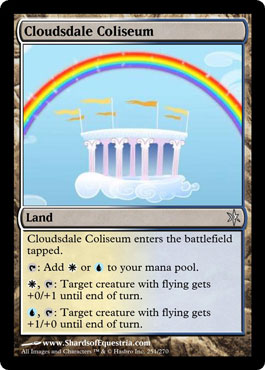 Cloudsdale Coliseum
Land
Cloudsdale Coliseum enters the battlefield
tapped.
: Add or to your mana pool.
, : Target creature with flying gets
+0/+1 until end of turn.
, : Target creature with flying gets
+1/+0 until end of turn.
www.ShardsofEquestria.com
All Images and Characters ™ & © Hasbro Inc. 251/270